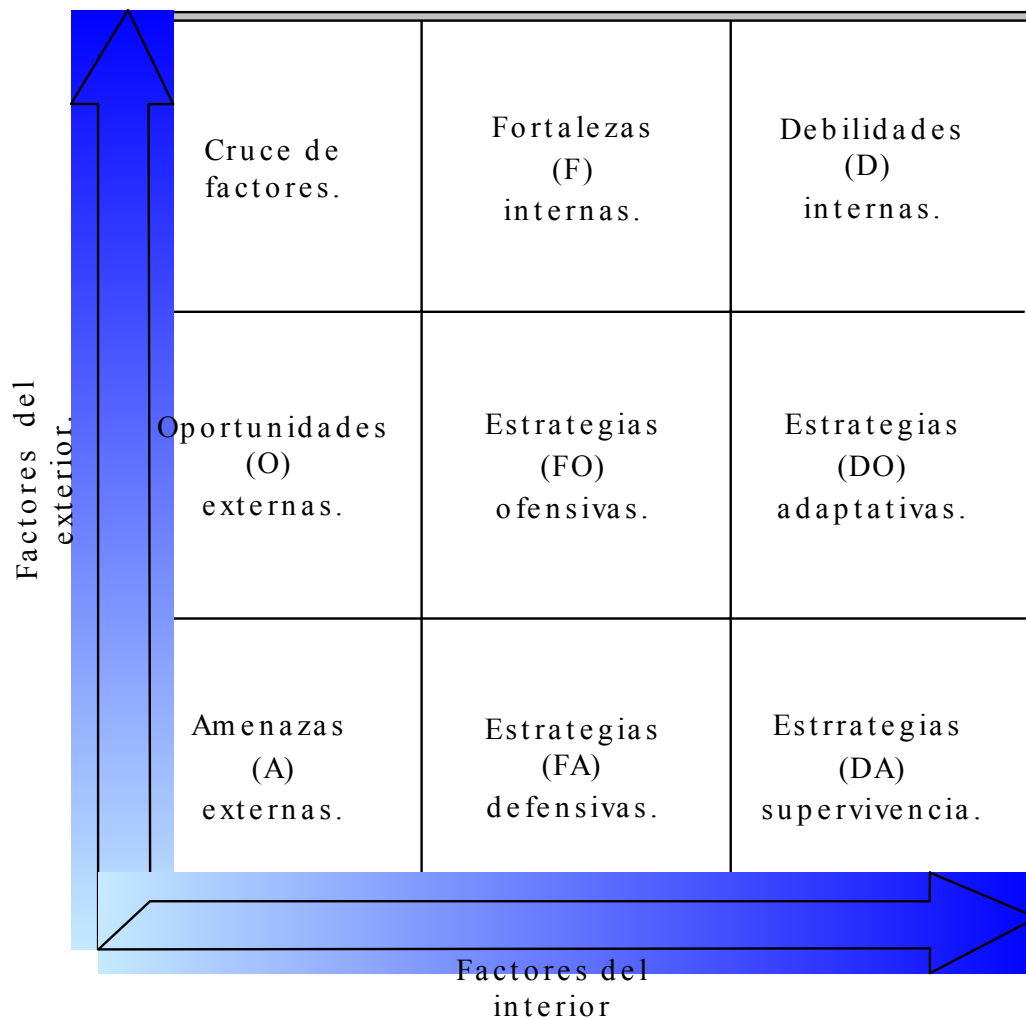 Cruce de
factores.
Fortalezas
(F)
internas.
Debilidades
(D)
internas.
Factores del
exterior.
Oportunidades
(O)
externas.
Estrategias
(FO)
ofensivas.
Estrategias
(DO)
adaptativas.
Amenazas
(A)
externas.
Estrategias
(FA)
defensivas.
Estrrategias
(DA)
supervivencia.
Factores del
interior